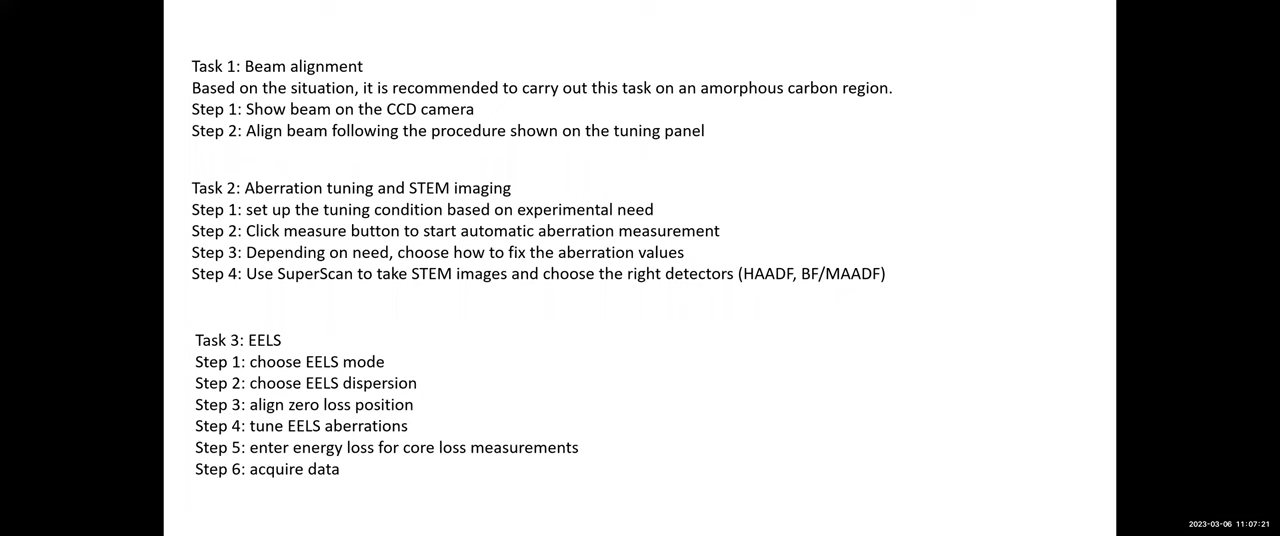 Task 1: Beam alignment
Based on the situation, it is recommended to carry out this task on an amorphous carbon region.
Step 1: Show beam on the CCD camera
Step 2: Align beam following the procedure shown on the tuning panel
Task 2: Aberration tuning and STEM imaging
Step 1: set up the tuning condition based on experimental need
Step 2: Click measure button to start automatic aberration measurement
Step 3: Depending on need, choose how to fix the aberration values
Step 4: Use SuperScan to take STEM images and choose the right detectors (HAADF, BF/MAADF)
Task 3: EELS
Step 1: choose EELS mode
Step 2: choose EELS dispersion
Step 3: align zero loss position
Step 4: tune EELS aberrations
Step 5: enter energy loss for core loss measurements
Step 6: acquire data
2023-03-06 11:07:21